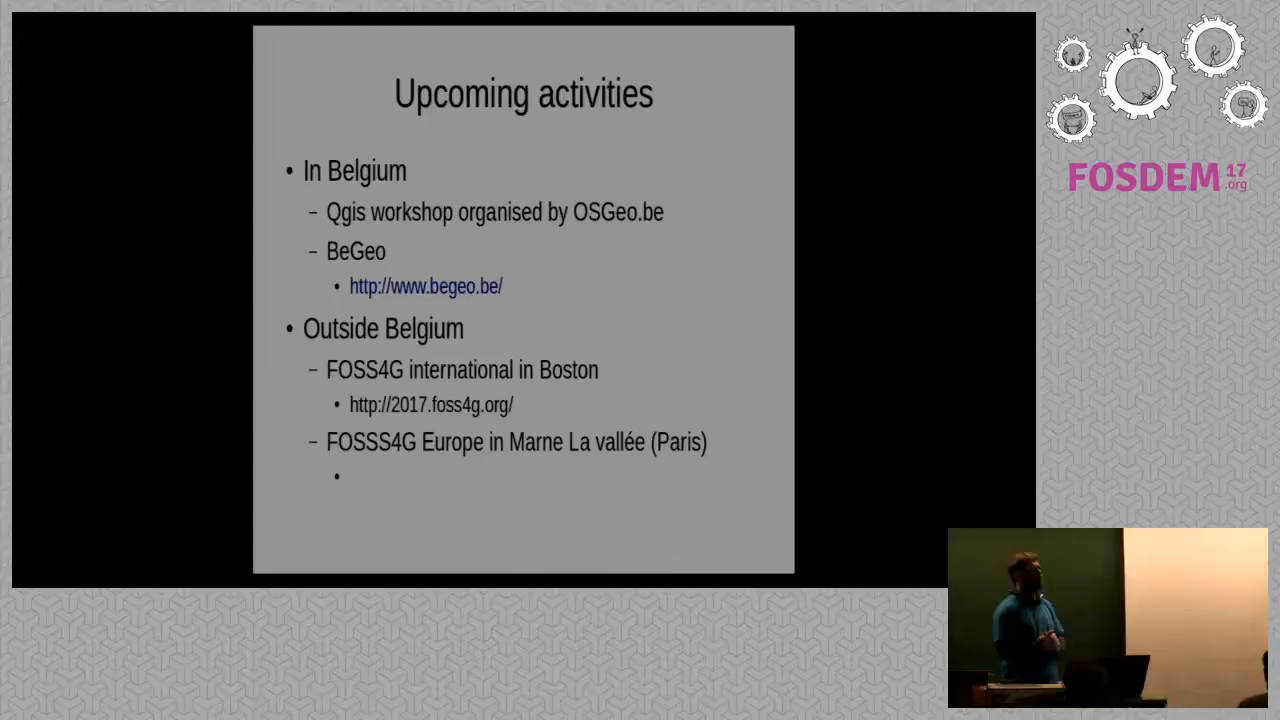 Upcoming activities
• In Belgium
– Qgis workshop organised by OSGeo.be
– BeGeo
• http://www.begeo.be/
• Outside Belgium
– FOSS4G international in Boston
• http://2017.foss4g.org/
– FOSSS4G Europe in Marne La vallée (Paris)
•
FOSDEM 17 .org